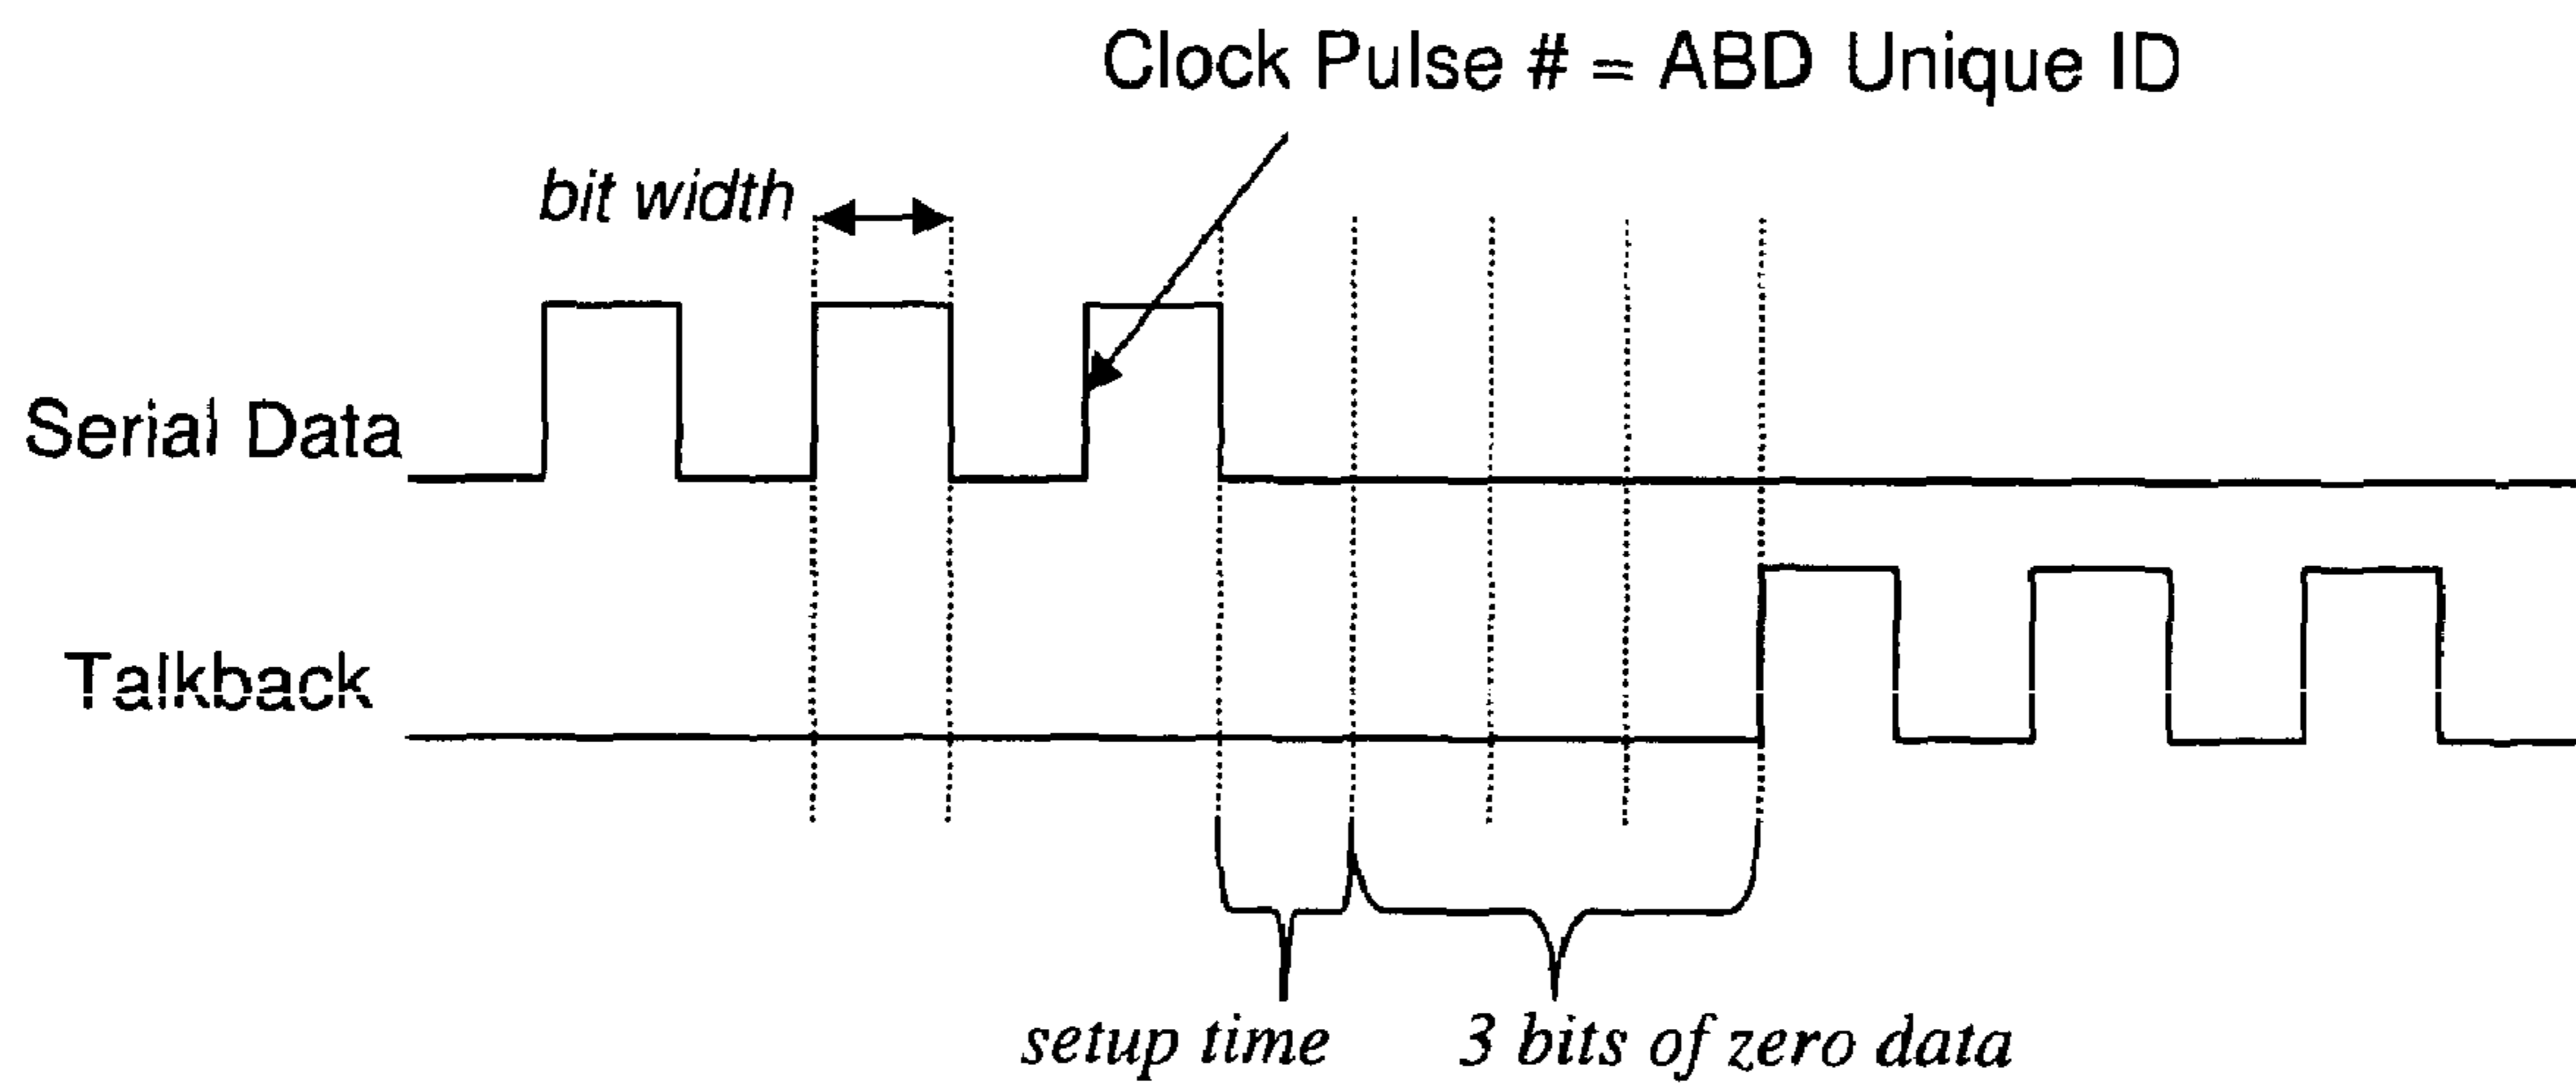 Clock Pulse # = ABD Unique ID
bit width
Serial Data
Talkback
setup time
3 bits of zero data